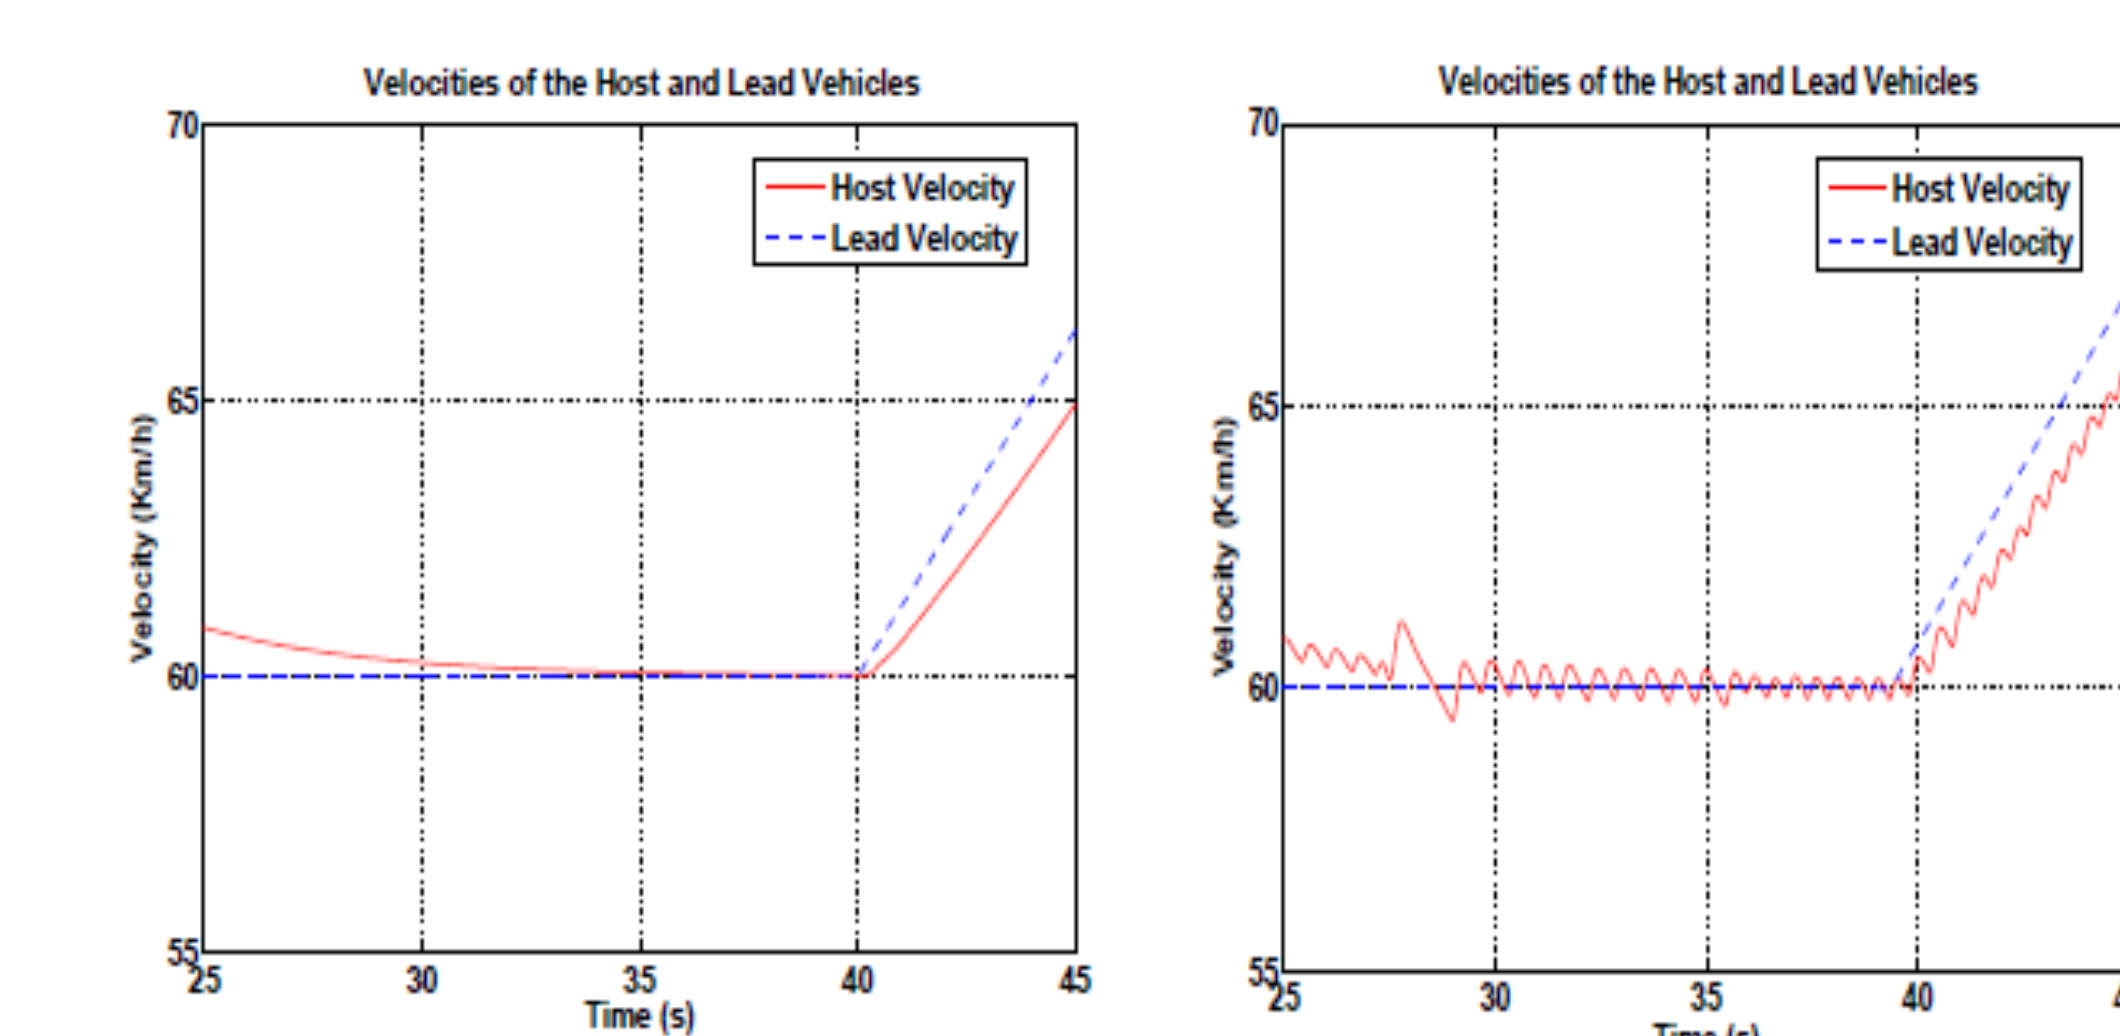 Velocities of the Host and Lead Vehicles
70
65
60
55
Velocity (Km/h)
Host Velocity
Lead Velocity
25 30 35 40 45
Time (s)
Velocities of the Host and Lead Vehicles
70
65
60
55
Velocity (Km/h)
Host Velocity
Lead Velocity
25 30 35 40
Time (s)